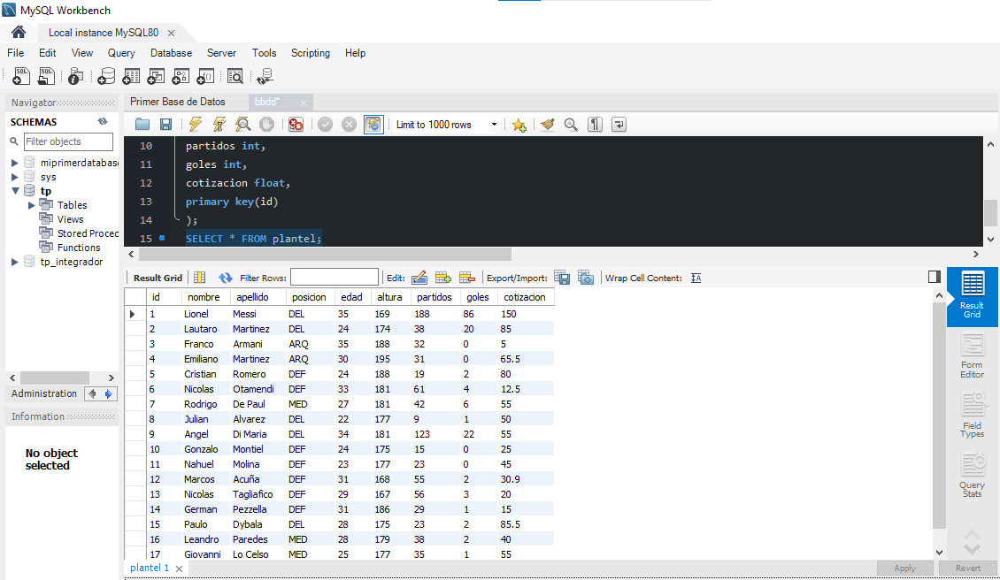 MySQL Workbench
Local instance MySQL80
File Edit View Query Database Server Tools Scripting Help
Navigator
SCHEMAS
Filter objects
miprimerdatabas
sys
tp
Tables
Views
Stored Proced
Functions
tp_integrador
Administration
Information
No object
selected
Primer Base de Datos bbdd*
Limit to 1000 rows
10 partidos int,
11 goles int,
12 cotizacion float,
13 primary key(id)
14 );
15 SELECT * FROM plantel;
Result Grid Filter Rows: Edit: Export/Import: Wrap Cell Content:
id nombre apellido posicion edad altura partidos goles cotizacion
1 Lionel Messi DEL 35 169 188 86 150
2 Lautaro Martinez DEL 24 174 38 20 85
3 Franco Armani ARQ 35 188 32 0 5
4 Emiliano Martinez ARQ 30 195 31 0 65.5
5 Cristian Romero DEF 24 188 19 2 80
6 Nicolas Otamendi DEF 33 181 61 4 12.5
7 Rodrigo De Paul MED 27 181 42 6 55
8 Julian Alvarez DEL 22 177 9 1 50
9 Angel Di Maria DEL 34 181 123 22 55
10 Gonzalo Montiel DEF 24 175 15 0 25
11 Nahuel Molina DEF 23 177 23 0 45
12 Marcos Acuña DEF 31 168 55 2 30.9
13 Nicolas Tagliafico DEF 29 167 56 3 20
14 German Pezzella DEF 31 186 29 1 15
15 Paulo Dybala DEL 28 175 23 2 85.5
16 Leandro Paredes MED 28 179 38 2 40
17 Giovanni Lo Celso MED 25 177 35 1 55
Result
Grid
Form
Editor
Field
Types
Query
Stats
plantel 1
Apply Revert